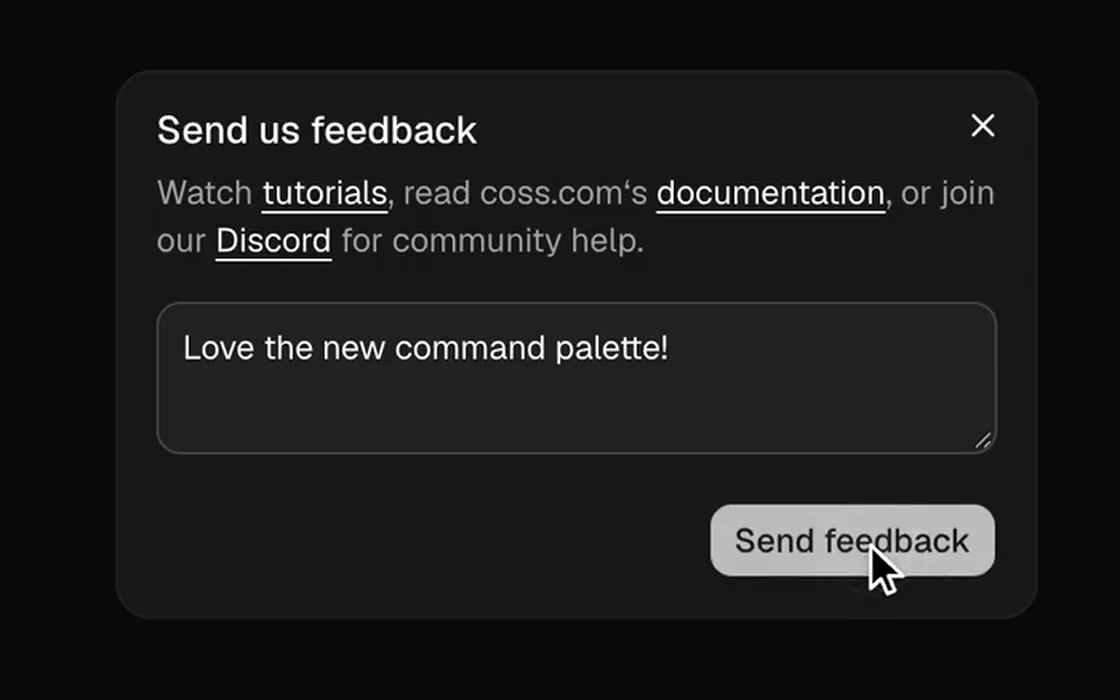 Send us feedback
Watch tutorials, read coss.com‘s documentation, or join
our Discord for community help.
Love the new command palette!
Send feedback